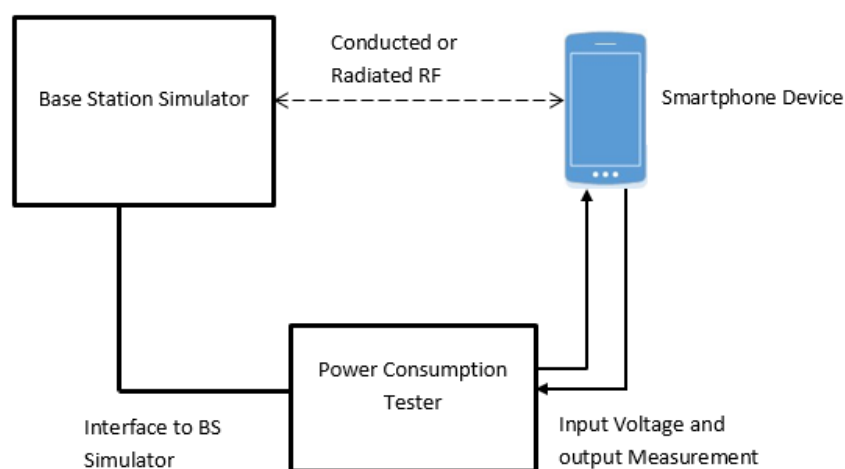 Conducted or
Radiated RF
Base Station Simulator
Smartphone Device
Power Consumption
Tester
Interface to BS
Simulator
Input Voltage and
output Measurement